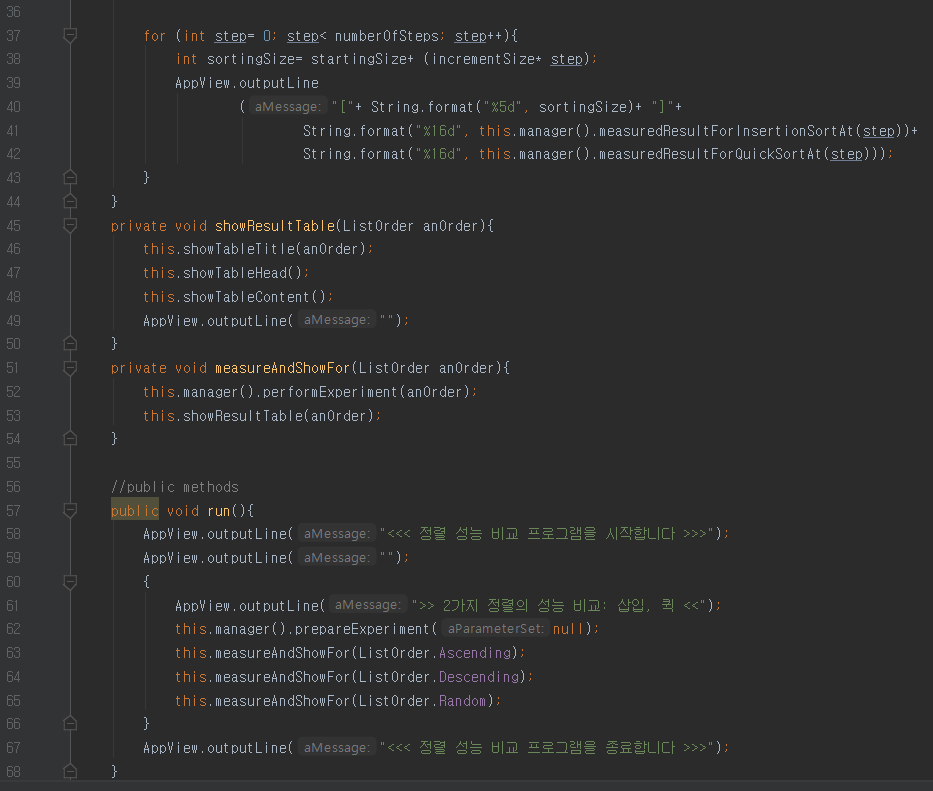 36
37 for (int step= 0; step< numberOfSteps; step++){
38 int sortingSize= startingSize+ (incrementSize* step);
39 AppView.outputLine
40 ( aMessage: "["+ String.format("%5d", sortingSize)+ "]"+
41 String.format("%16d", this.manager().measuredResultForInsertionSortAt(step))+
42 String.format("%16d", this.manager().measuredResultForQuickSortAt(step)));
43 }
44 }
45 private void showResultTable(ListOrder anOrder){
46 this.showTableTitle(anOrder);
47 this.showTableHead();
48 this.showTableContent();
49 AppView.outputLine( aMessage: "");
50 }
51 private void measureAndShowFor(ListOrder anOrder){
52 this.manager().performExperiment(anOrder);
53 this.showResultTable(anOrder);
54 }
55
56 //public methods
57 public void run(){
58 AppView.outputLine( aMessage: "<<< 정렬 성능 비교 프로그램을 시작합니다 >>>");
59 AppView.outputLine( aMessage: "");
60 {
61 AppView.outputLine( aMessage: ">> 2가지 정렬의 성능 비교: 삽입, 퀵 <<");
62 this.manager().prepareExperiment( aParameterSet: null);
63 this.measureAndShowFor(ListOrder.Ascending);
64 this.measureAndShowFor(ListOrder.Descending);
65 this.measureAndShowFor(ListOrder.Random);
66 }
67 AppView.outputLine( aMessage: "<<< 정렬 성능 비교 프로그램을 종료합니다 >>>");
68 }